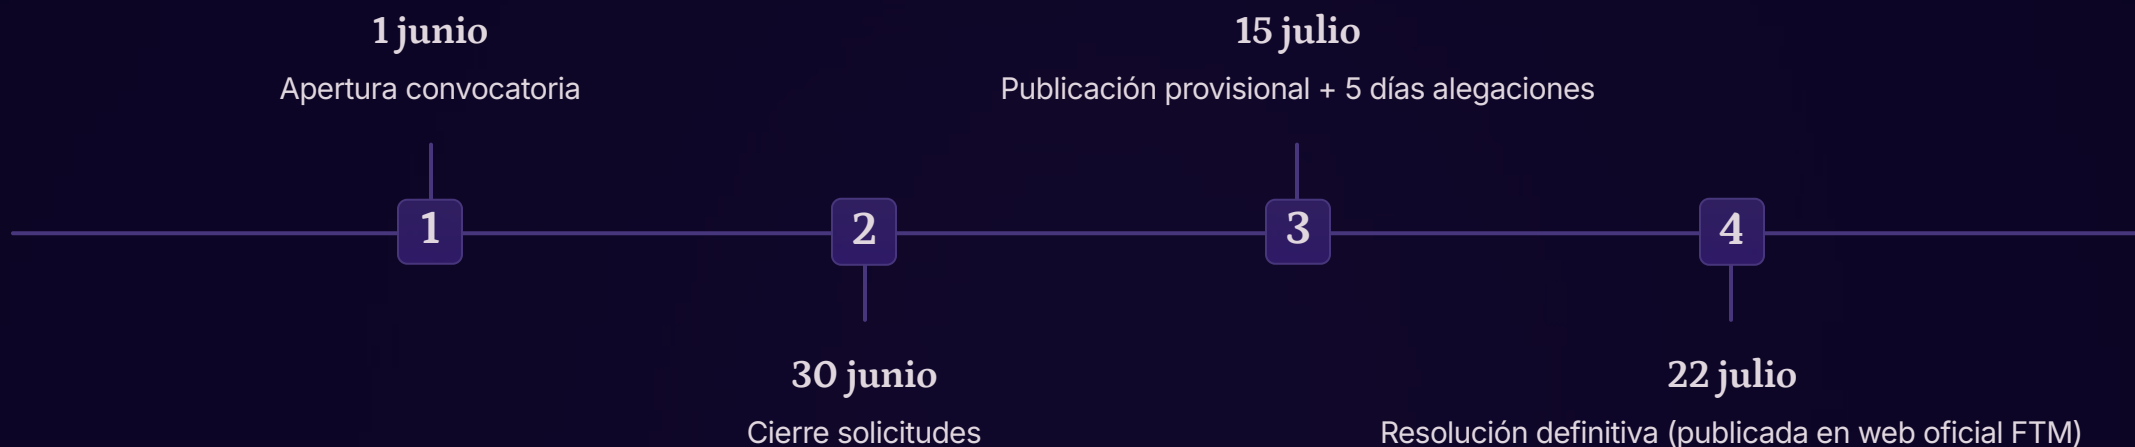 1 junio
Apertura convocatoria
15 julio
Publicación provisional + 5 días alegaciones
1
2
3
4
30 junio
Cierre solicitudes
22 julio
Resolución definitiva (publicada en web oficial FTM)